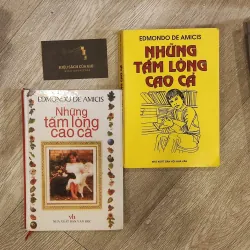 EDMONDO DE AMICIS
NHỮNG
TẤM LÒNG
CAO CẢ
EDMONDO DE AMICIS
Những
tấm lòng
cao cả